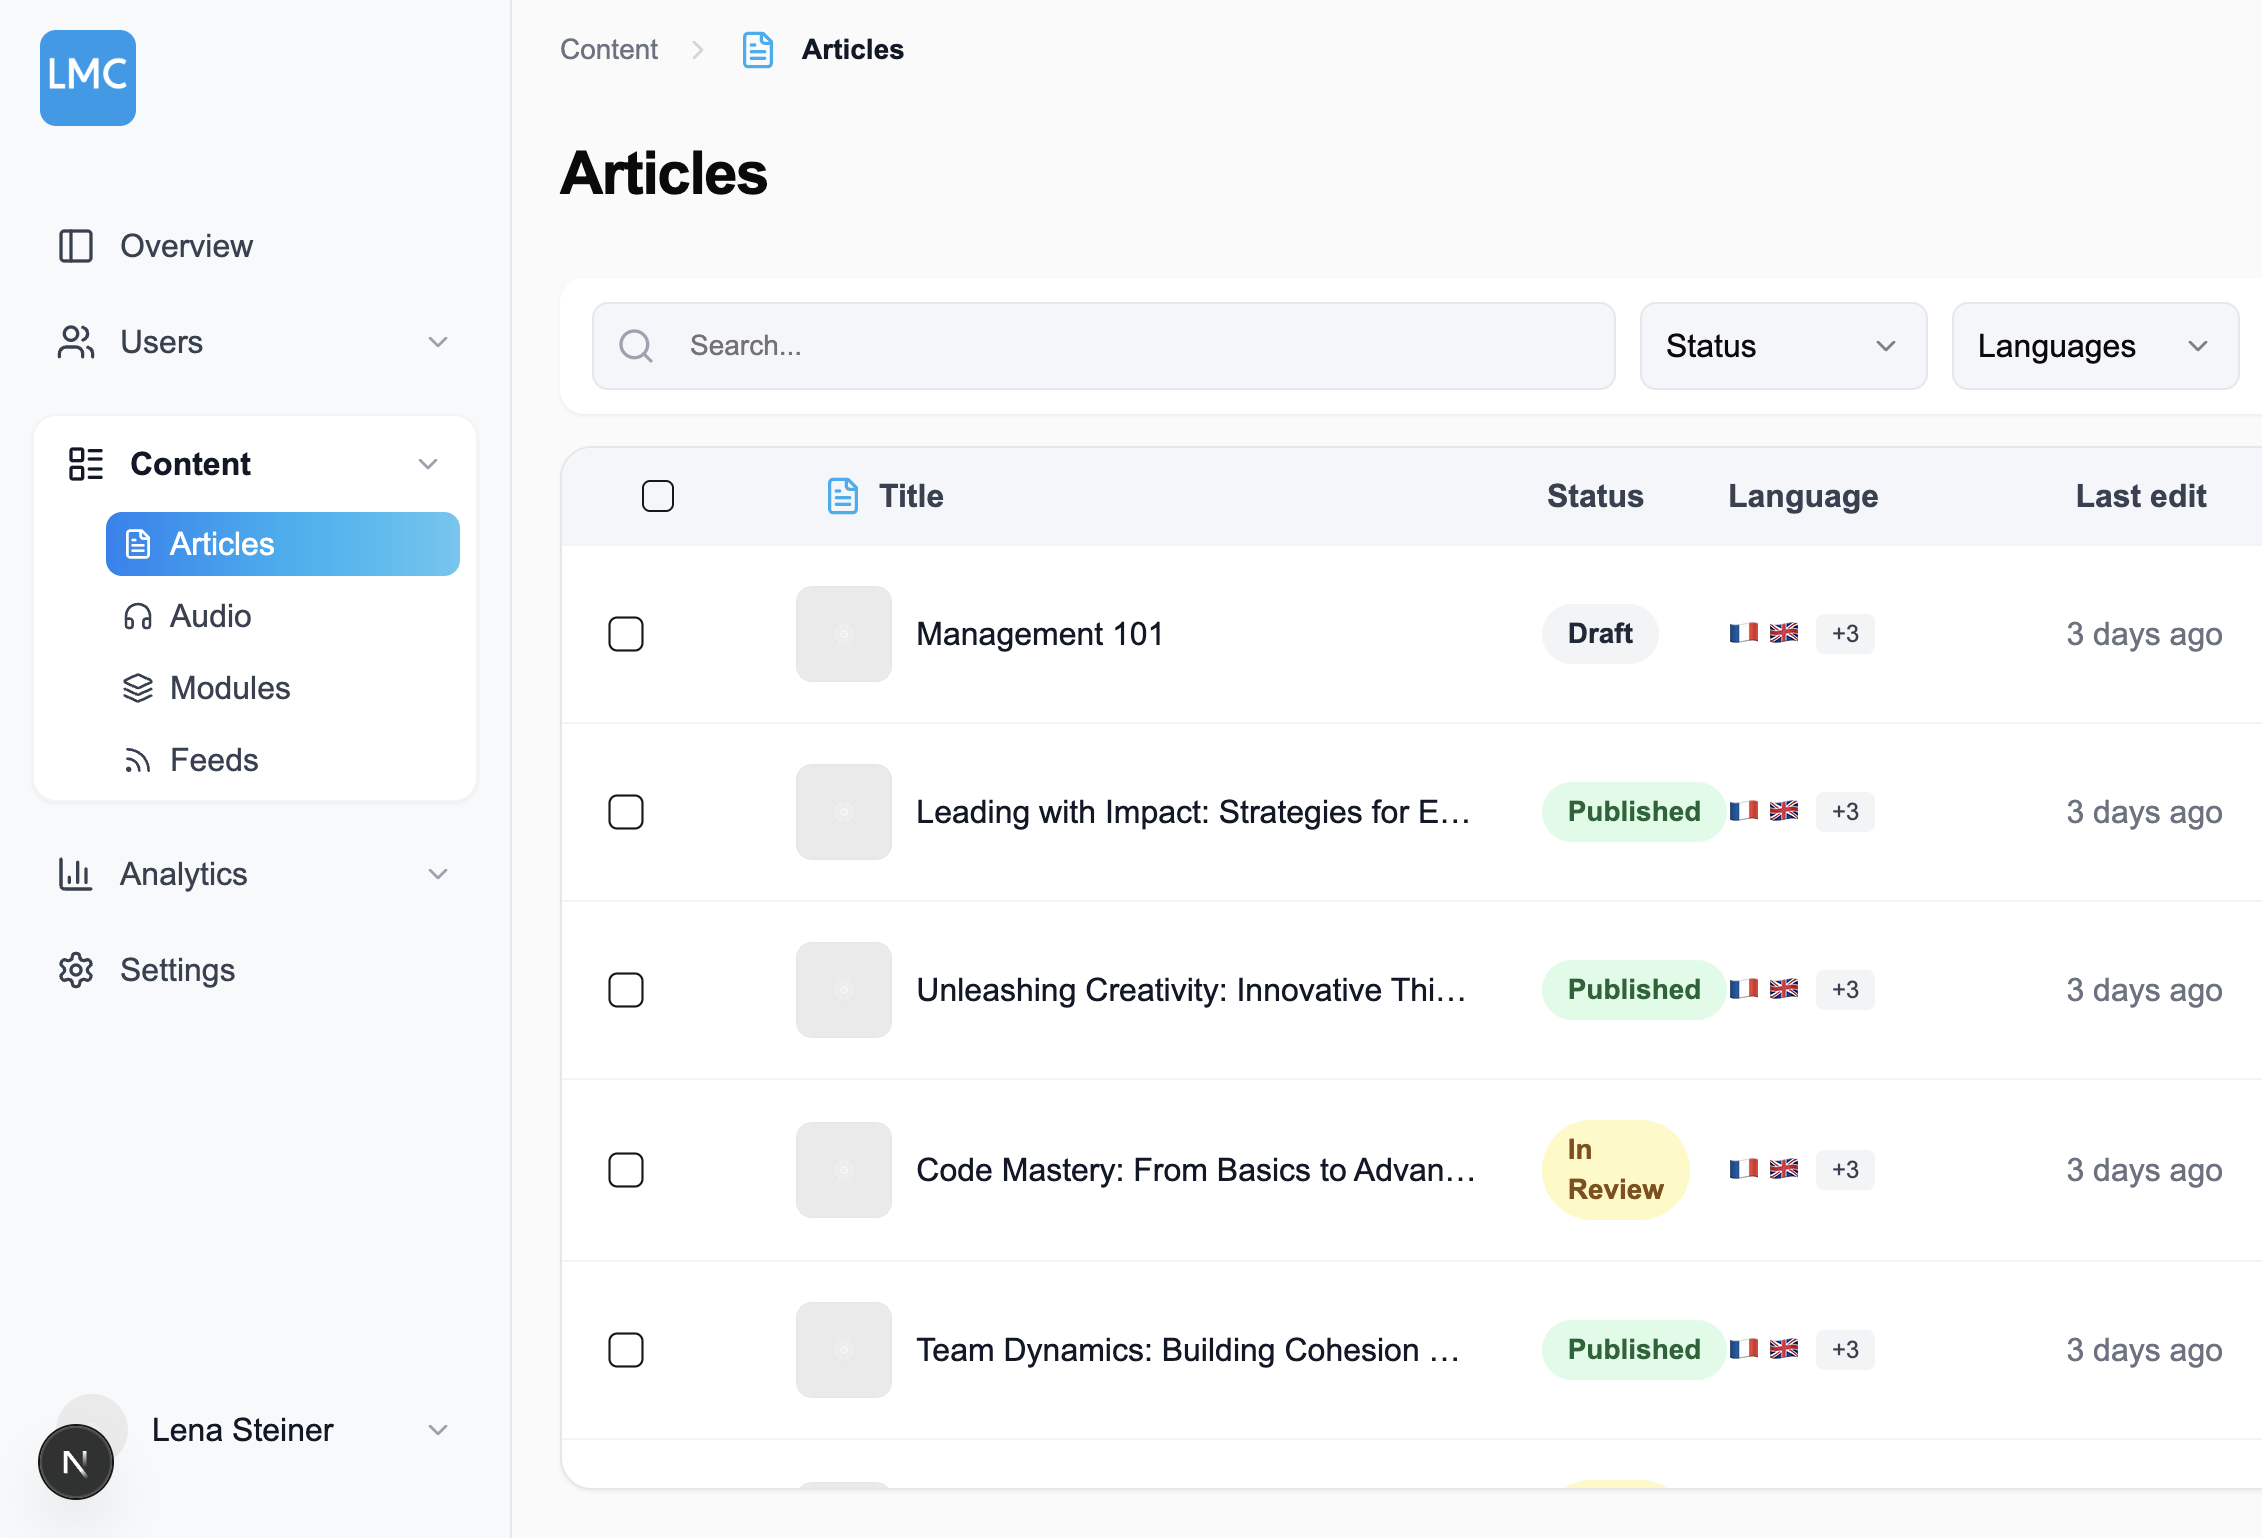 LMC
Overview
Users
Content
Articles
Audio
Modules
Feeds
Analytics
Settings
Lena Steiner
N
Content
Articles
Articles
Search...
Status
Languages
Title Status Language Last edit
Management 101 Draft +3 3 days ago
Leading with Impact: Strategies for E... Published +3 3 days ago
Unleashing Creativity: Innovative Thi... Published +3 3 days ago
Code Mastery: From Basics to Advan... In Review +3 3 days ago
Team Dynamics: Building Cohesion ... Published +3 3 days ago